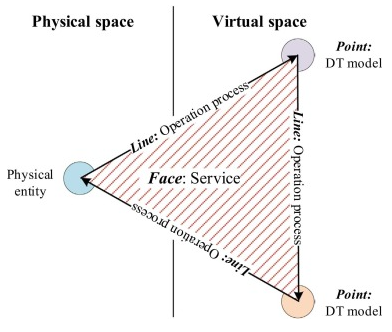 Physical space
Virtual space
Point:
DT model
Line: Operation process
Line: Operation process
Physical
entity
Face: Service
Line: Operation process
Point:
DT model